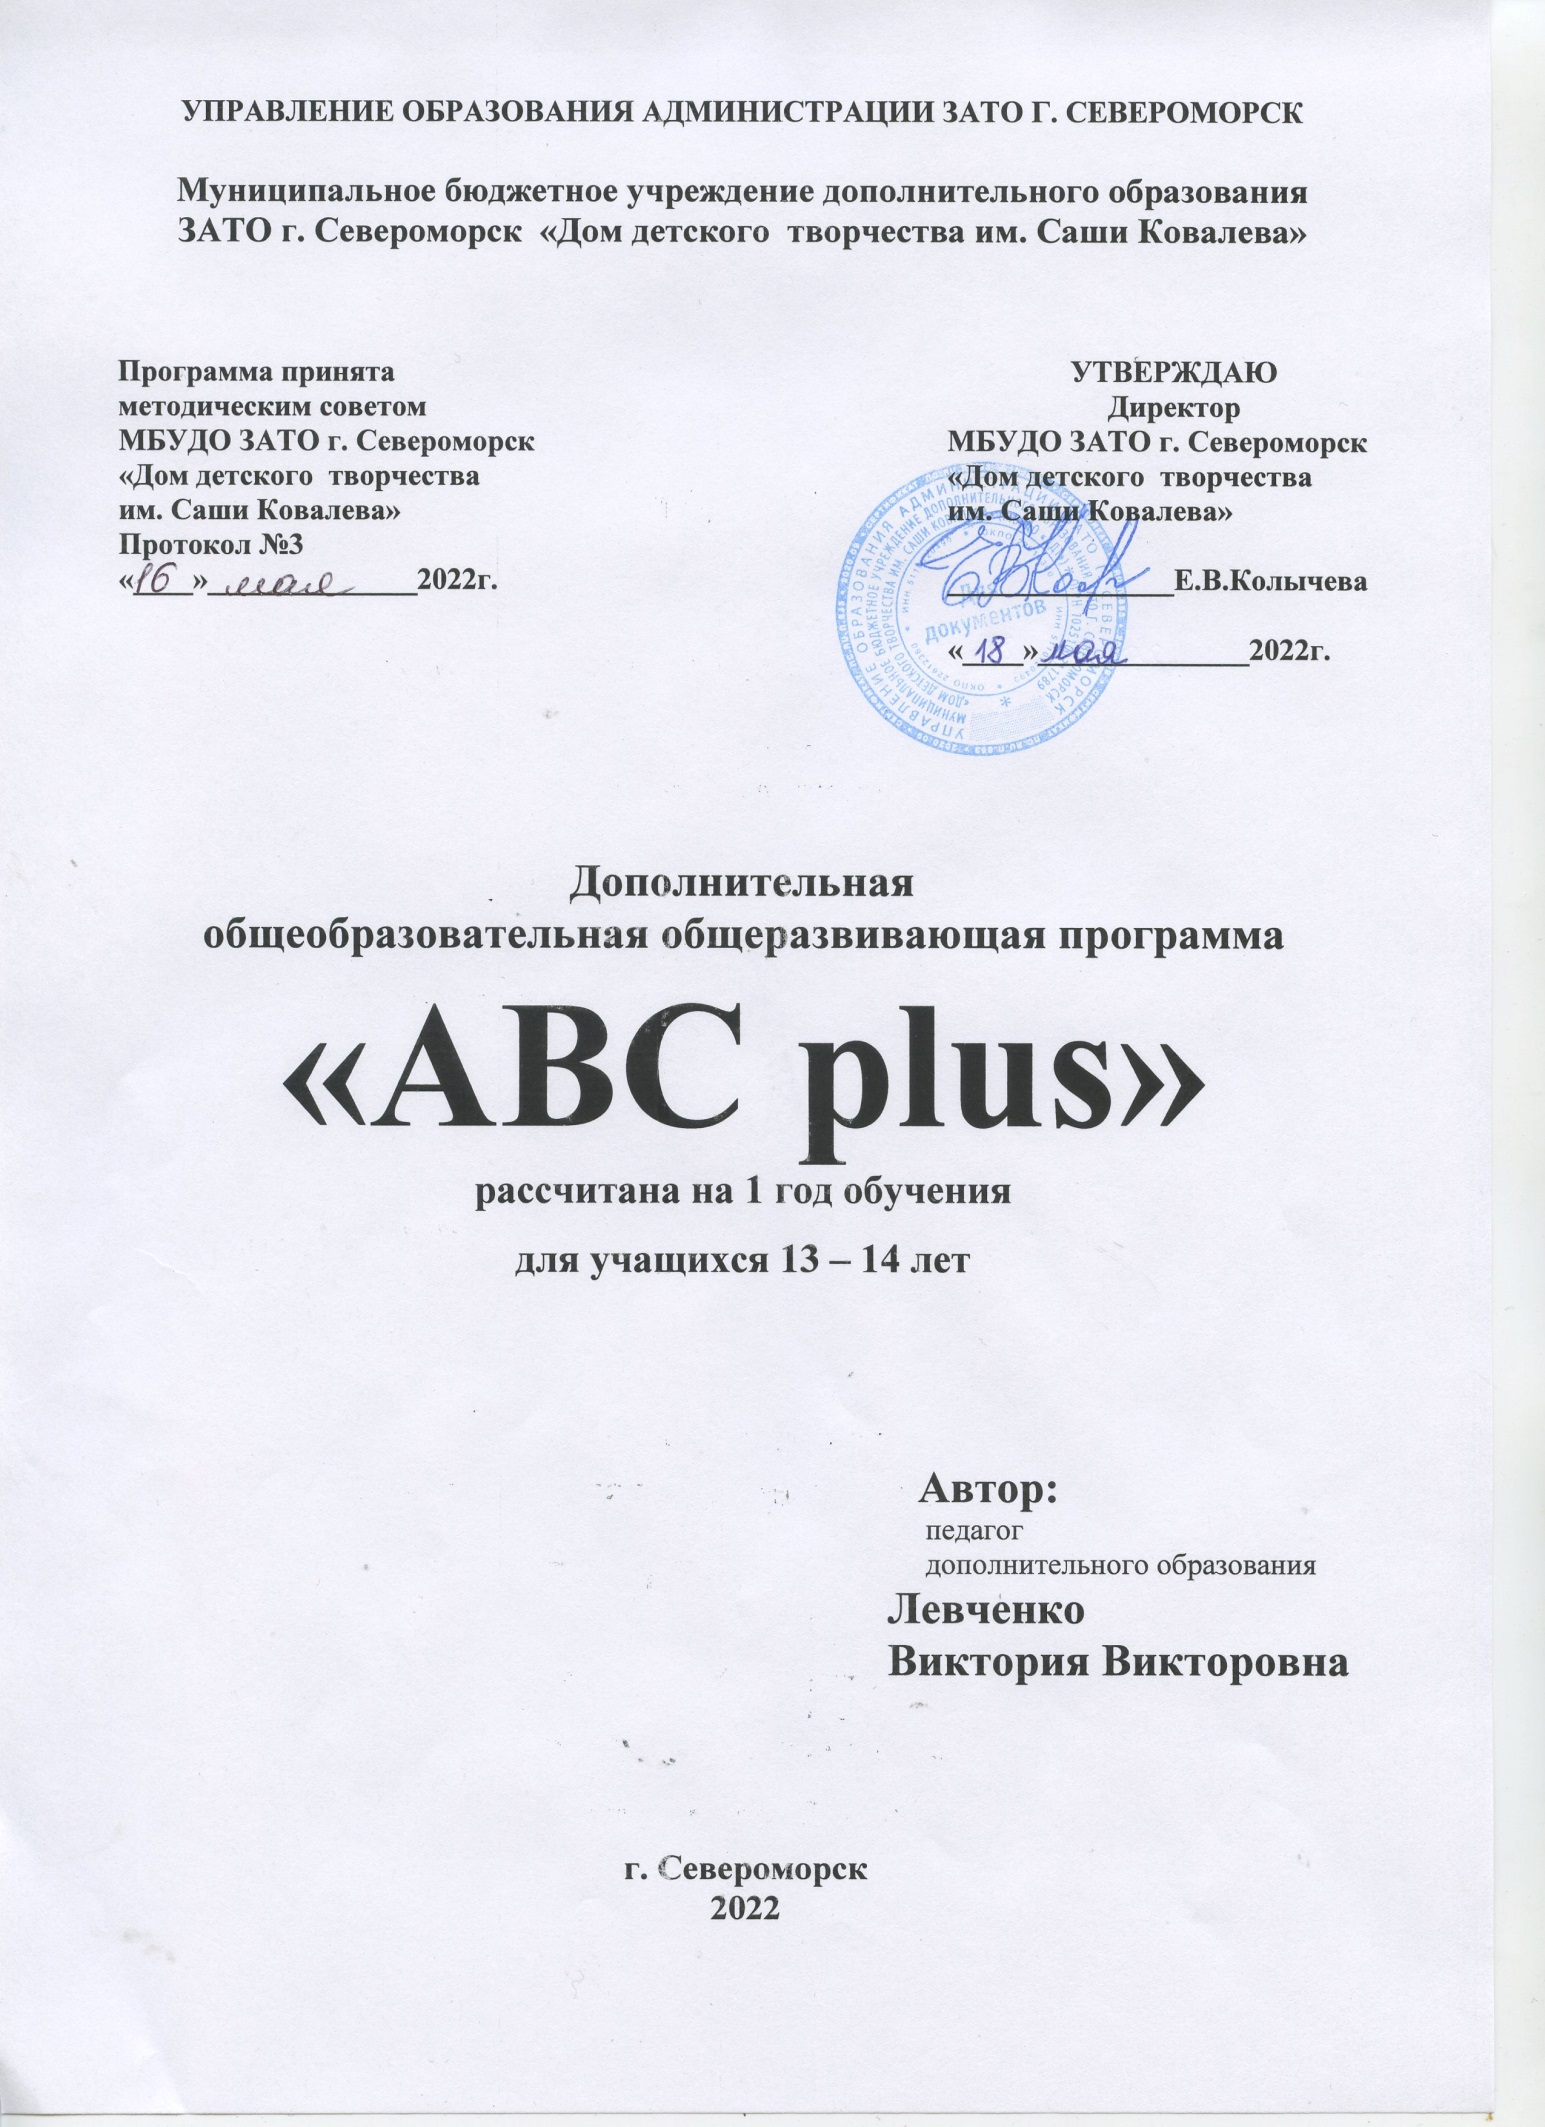 УПРАВЛЕНИЕ ОБРАЗОВАНИЯ АДМИНИСТРАЦИИ ЗАТО Г. СЕВЕРОМОРСК
Муниципальное бюджетное учреждение дополнительного образования
ЗАТО г. Североморск «Дом детского творчества им. Саши Ковалева»
Программа принята
методическим советом
МБУДО ЗАТО г. Североморск
«Дом детского творчества
им. Саши Ковалева»
Протокол №3
«16» мая 2022г.
УТВЕРЖДАЮ
Директор
МБУДО ЗАТО г. Североморск
«Дом детского творчества
им. Саши Ковалева»
Е.В.Колычева
«18» мая 2022г.
Для
документов
Дополнительная
общеобразовательная общеразвивающая программа
«ABC plus»
рассчитана на 1 год обучения
для учащихся 13 – 14 лет
Автор:
педагог
дополнительного образования
Левченко
Виктория Викторовна
г. Североморск
2022